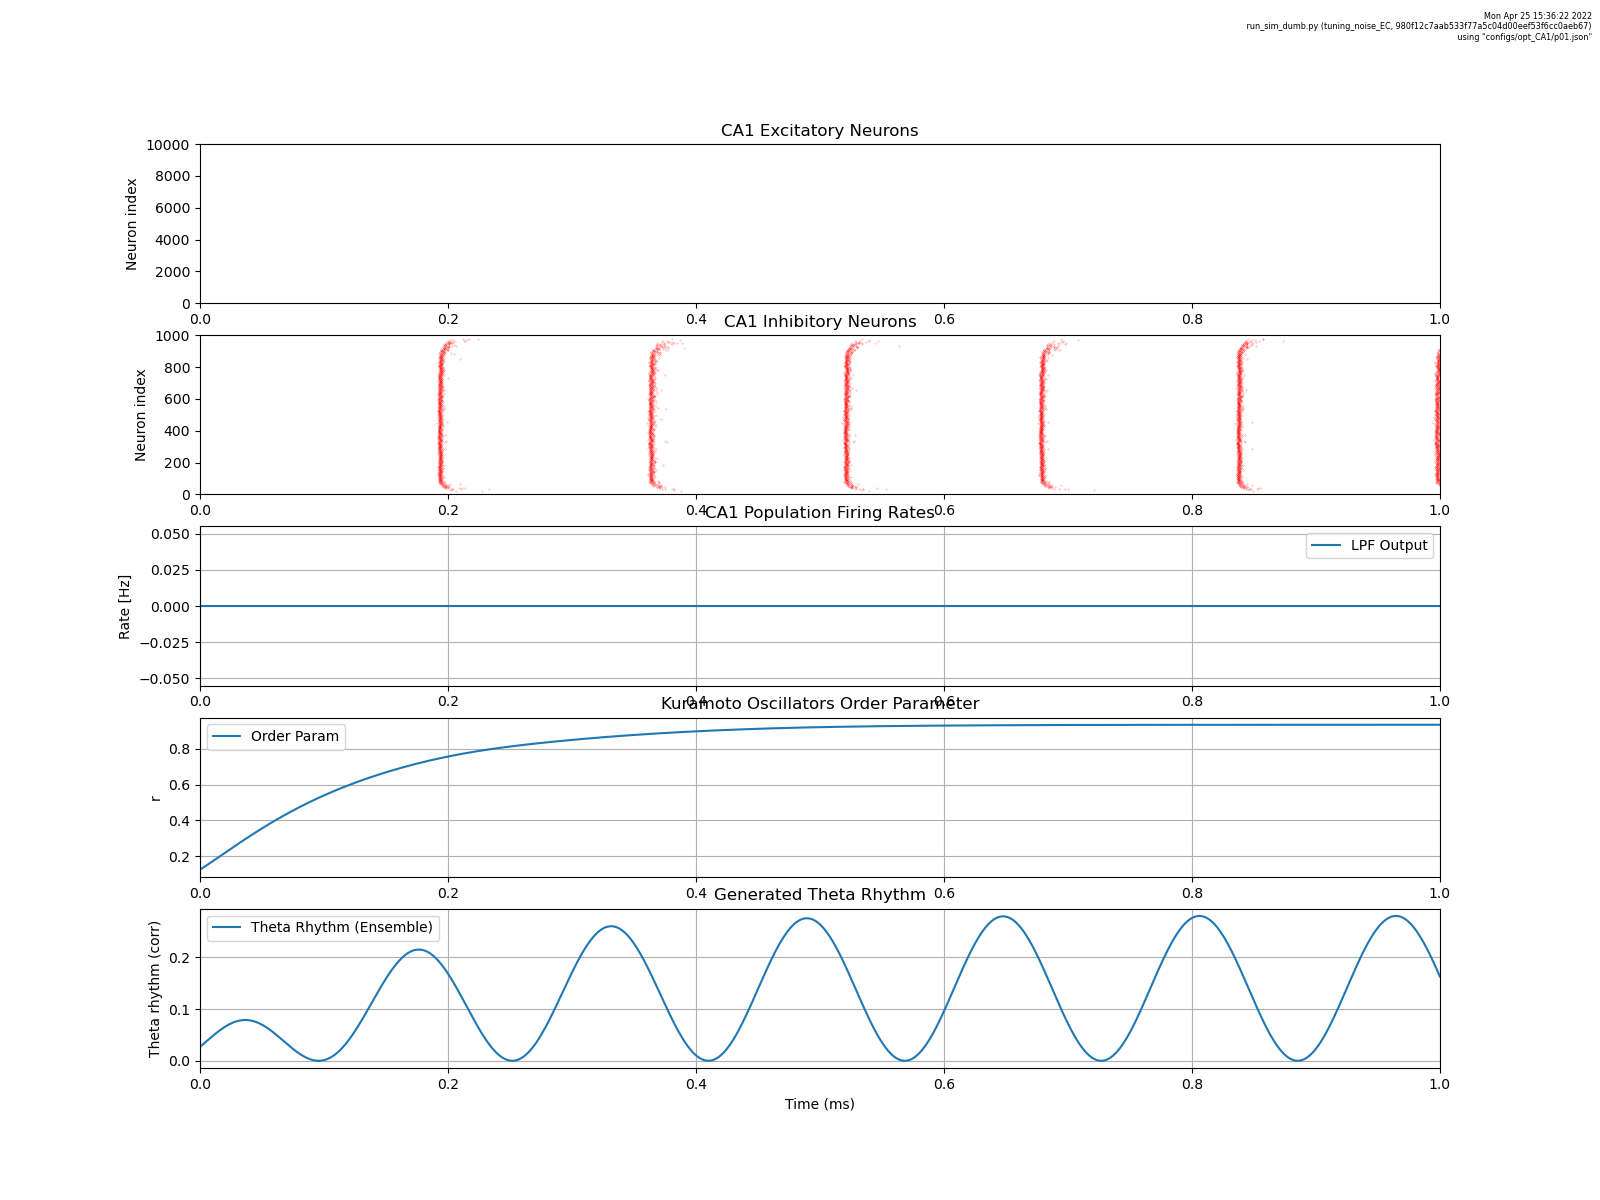 Mon Apr 25 15:36:22 2022
run_sim_dumb.py (tuning_noise_EC, 980f12c7aab533f77a5c04d00eef53f6cc0aeb67)
using "configs/opt_CA1/p01.json"
CA1 Excitatory Neurons
Neuron index
10000
8000
6000
4000
2000
0
0.0 0.2 0.4 0.6 0.8 1.0
CA1 Inhibitory Neurons
Neuron index
1000
800
600
400
200
0
0.0 0.2 0.4 0.6 0.8 1.0
CA1 Population Firing Rates
Rate [Hz]
0.050
0.025
0.000
−0.025
−0.050
LPF Output
0.0 0.2 0.4 0.6 0.8 1.0
Kuramoto Oscillators Order Parameter
r
0.8
0.6
0.4
0.2
Order Param
0.0 0.2 0.4 0.6 0.8 1.0
Generated Theta Rhythm
Theta rhythm (corr)
0.2
0.1
0.0
Theta Rhythm (Ensemble)
0.0 0.2 0.4 0.6 0.8 1.0
Time (ms)